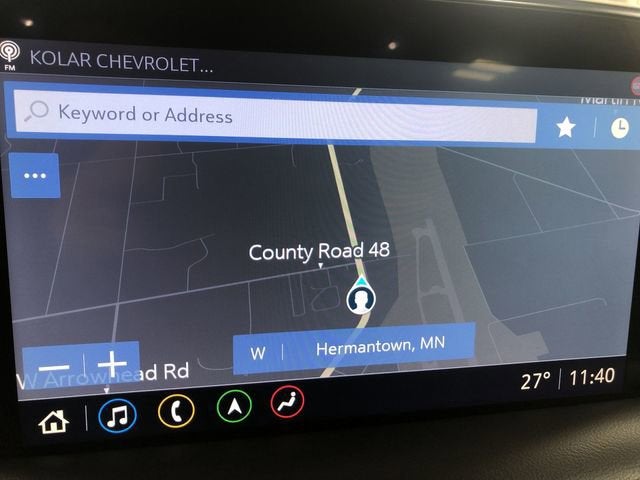 FM
KOLAR CHEVROLET...
Keyword or Address
County Road 48
W Hermantown, MN
W Arrowhead Rd
27° 11:40